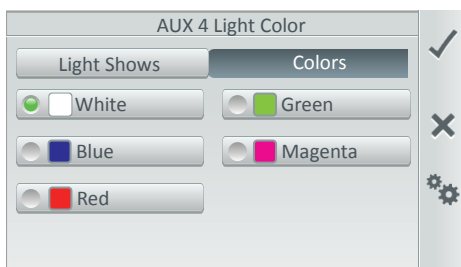 AUX 4 Light Color
Light Shows Colors
White Green
Blue Magenta
Red